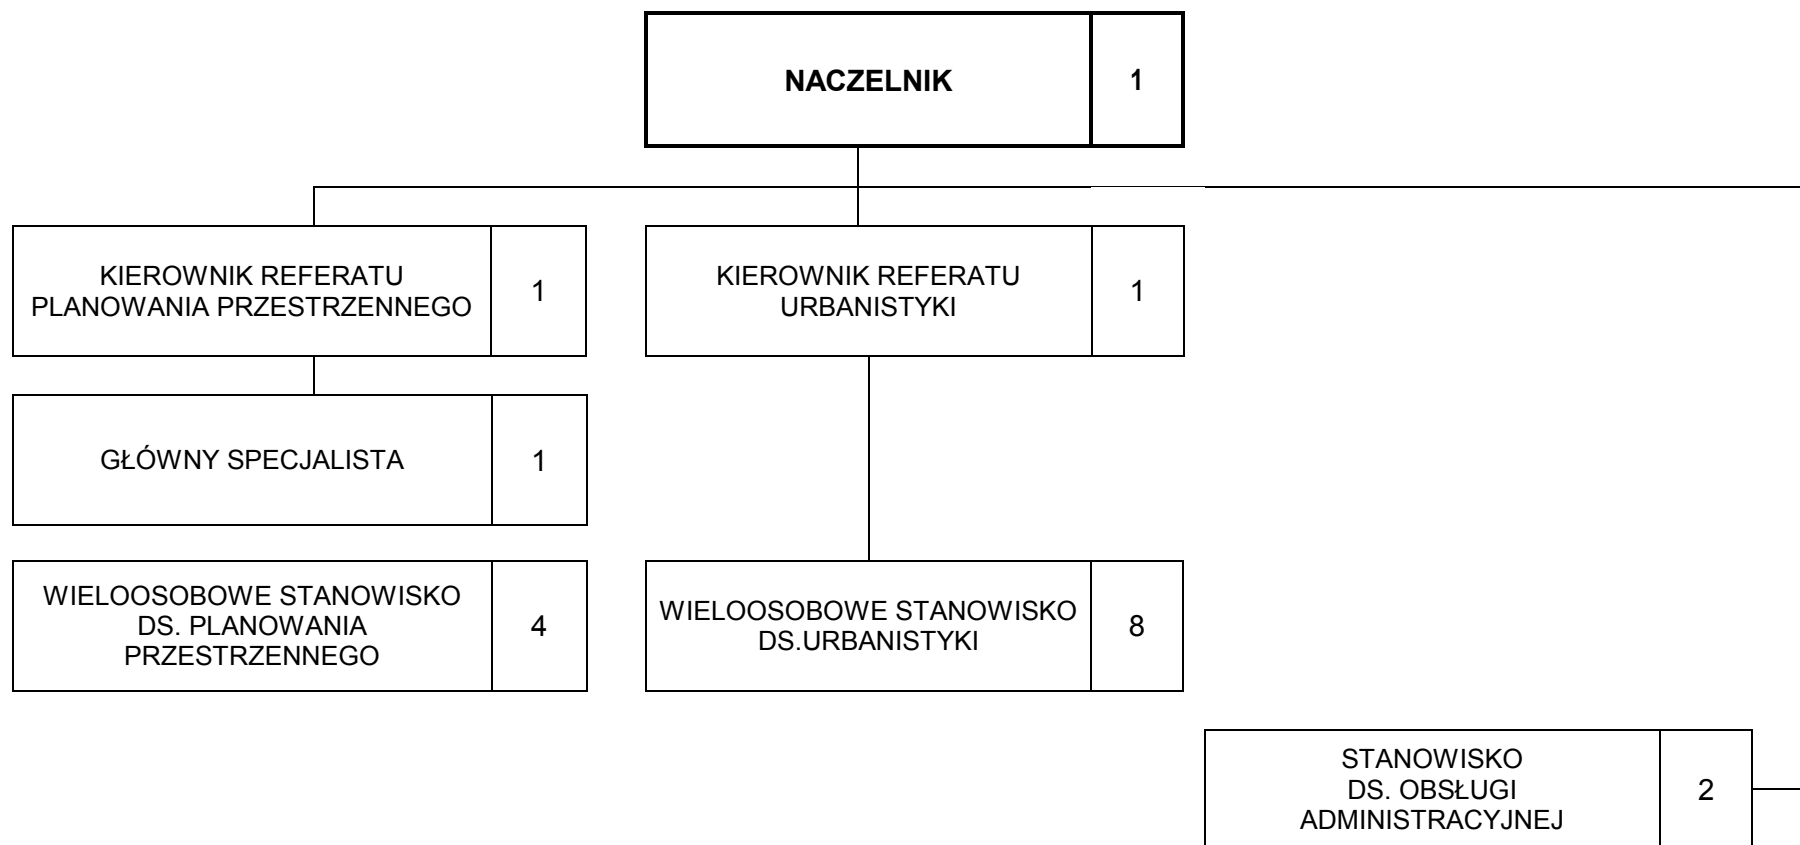 NACZELNIK 1
KIEROWNIK REFERATU
PLANOWANIA PRZESTRZENNEGO
1
KIEROWNIK REFERATU
URBANISTYKI
1
GŁÓWNY SPECJALISTA 1
WIELOOSOBOWE STANOWISKO
DS. PLANOWANIA
PRZESTRZENNEGO
4
WIELOOSOBOWE STANOWISKO
DS.URBANISTYKI
8
STANOWISKO
DS. OBSŁUGI
ADMINISTRACYJNEJ
2